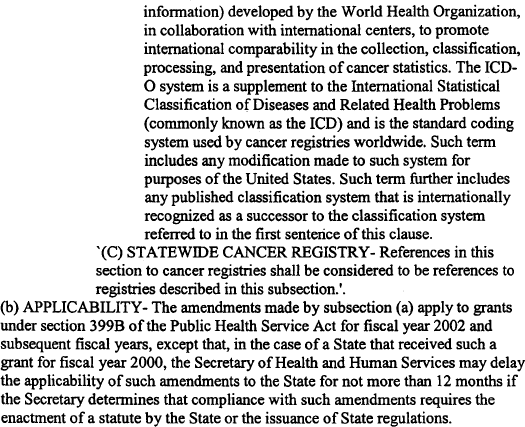 information) developed by the World Health Organization,
in collaboration with international centers, to promote
international comparability in the collection, classification,
processing, and presentation of cancer statistics. The ICD-
O system is a supplement to the International Statistical
Classification of Diseases and Related Health Problems
(commonly known as the ICD) and is the standard coding
system used by cancer registries worldwide. Such term
includes any modification made to such system for
purposes of the United States. Such term further includes
any published classification system that is internationally
recognized as a successor to the classification system
referred to in the first sentence of this clause.
`(C) STATEWIDE CANCER REGISTRY- References in this
section to cancer registries shall be considered to be references to
registries described in this subsection.'.
(b) APPLICABILITY- The amendments made by subsection (a) apply to grants
under section 399B of the Public Health Service Act for fiscal year 2002 and
subsequent fiscal years, except that, in the case of a State that received such a
grant for fiscal year 2000, the Secretary of Health and Human Services may delay
the applicability of such amendments to the State for not more than 12 months if
the Secretary determines that compliance with such amendments requires the
enactment of a statute by the State or the issuance of State regulations.